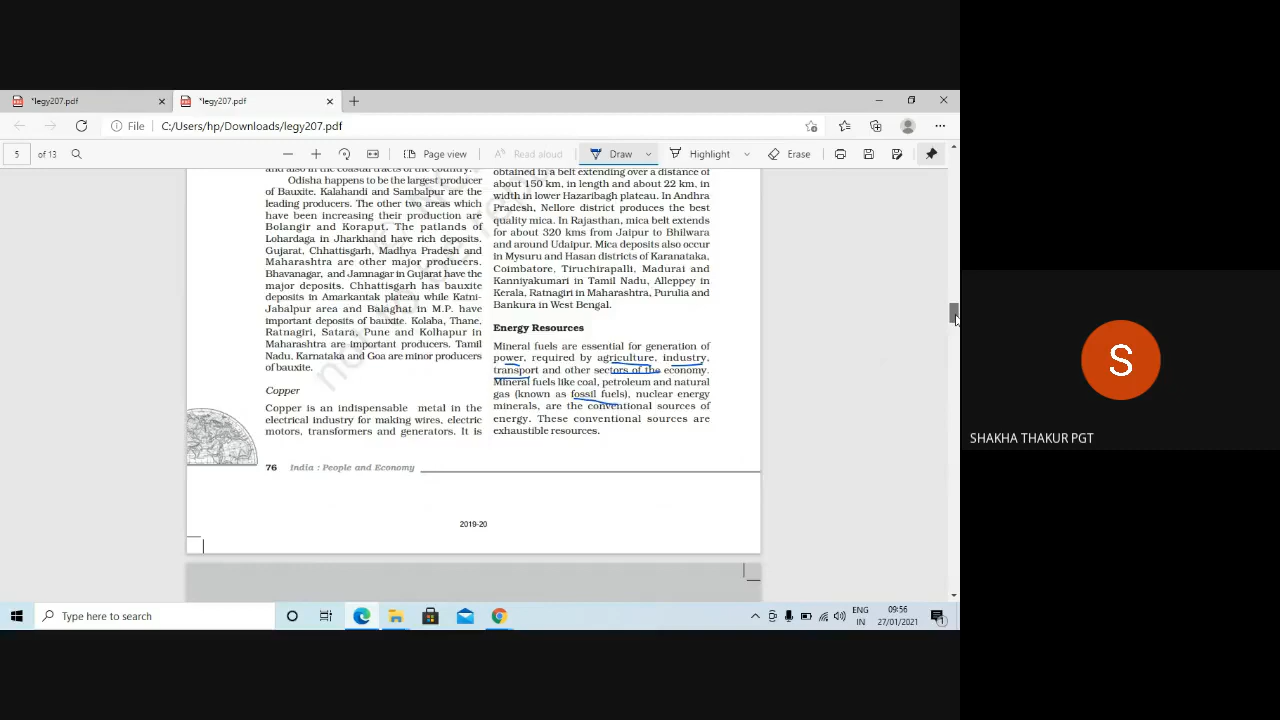 *legy207.pdf
*legy207.pdf
File
C:/Users/hp/Downloads/legy207.pdf
5 of 13
Page view
Read aloud
Draw
Highlight
Erase
and also in the coastal tracts of the country.
Odisha happens to be the largest producer
of Bauxite. Kalahandi and Sambalpur are the
leading producers. The other two areas which
have been increasing their production are
Bolangir and Koraput. The patlands of
Lohardaga in Jharkhand have rich deposits.
Gujarat, Chhattisgarh, Madhya Pradesh and
Maharashtra are other major producers.
Bhavanagar, and Jamnagar in Gujarat have the
major deposits. Chhattisgarh has bauxite
deposits in Amarkantak plateau while Katni-
Jabalpur area and Balaghat in M.P. have
important deposits of bauxite. Kolaba, Thane,
Ratnagiri, Satara, Pune and Kolhapur in
Maharashtra are important producers. Tamil
Nadu, Karnataka and Goa are minor producers
of bauxite.
Copper
Copper is an indispensable metal in the
electrical industry for making wires, electric
motors, transformers and generators. It is
obtained in a belt extending over a distance of
about 150 km, in length and about 22 km, in
width in lower Hazaribagh plateau. In Andhra
Pradesh, Nellore district produces the best
quality mica. In Rajasthan, mica belt extends
for about 320 kms from Jaipur to Bhilwara
and around Udaipur. Mica deposits also occur
in Mysuru and Hasan districts of Karanataka,
Coimbatore, Tiruchirapalli, Madurai and
Kanniyakumari in Tamil Nadu, Alleppey in
Kerala, Ratnagiri in Maharashtra, Purulia and
Bankura in West Bengal.
Energy Resources
Mineral fuels are essential for generation of
power, required by agriculture, industry,
transport and other sectors of the economy.
Mineral fuels like coal, petroleum and natural
gas (known as fossil fuels), nuclear energy
minerals, are the conventional sources of
energy. These conventional sources are
exhaustible resources.
76 India : People and Economy
2019-20
S
SHAKHA THAKUR PGT
Type here to search
ENG
IN
09:56
27/01/2021